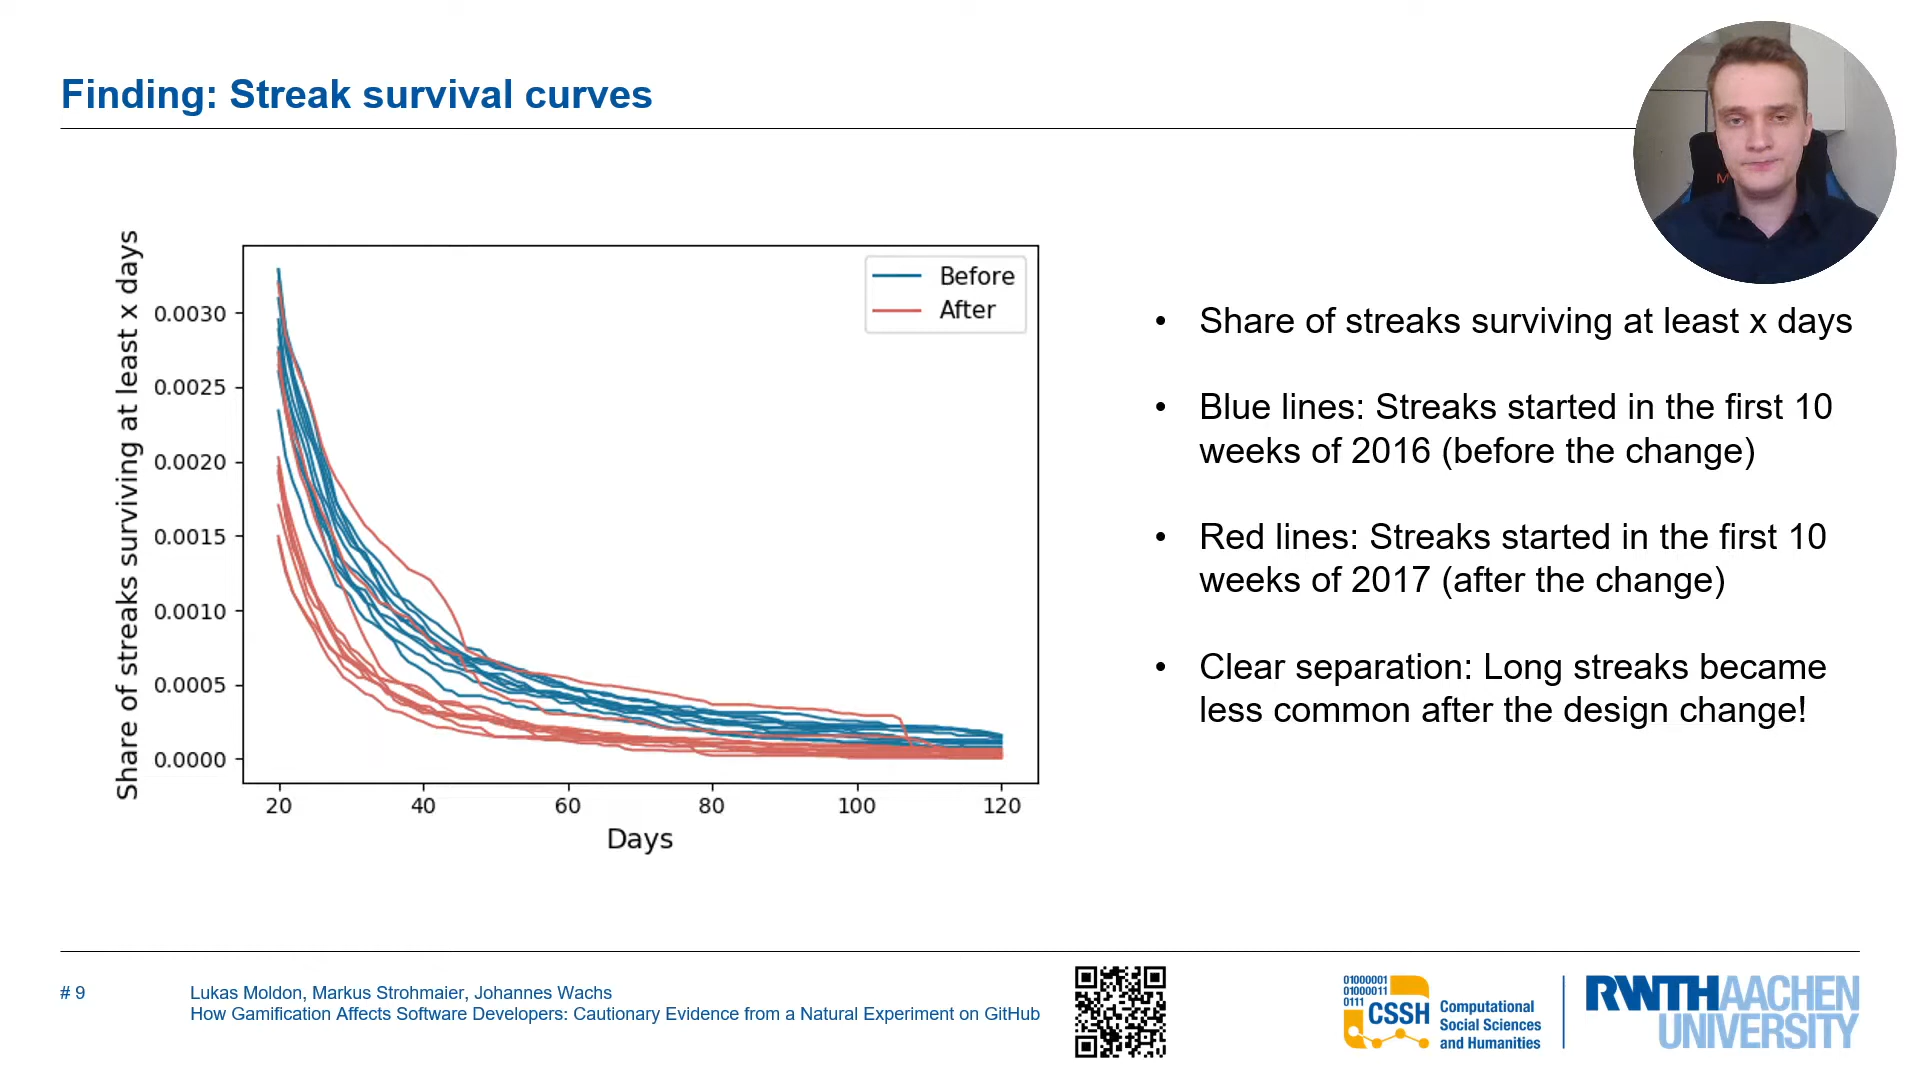 Finding: Streak survival curves
Share of streaks surviving at least x days
0.0030
0.0025
0.0020
0.0015
0.0010
0.0005
0.0000
20 40 60 80 100 120
Days
Before
After
• Share of streaks surviving at least x days
• Blue lines: Streaks started in the first 10
weeks of 2016 (before the change)
• Red lines: Streaks started in the first 10
weeks of 2017 (after the change)
• Clear separation: Long streaks became
less common after the design change!
# 9
Lukas Moldon, Markus Strohmaier, Johannes Wachs
How Gamification Affects Software Developers: Cautionary Evidence from a Natural Experiment on GitHub
01000001
01000011
0111
CSSH
Computational
Social Sciences
and Humanities
RWTH AACHEN
UNIVERSITY